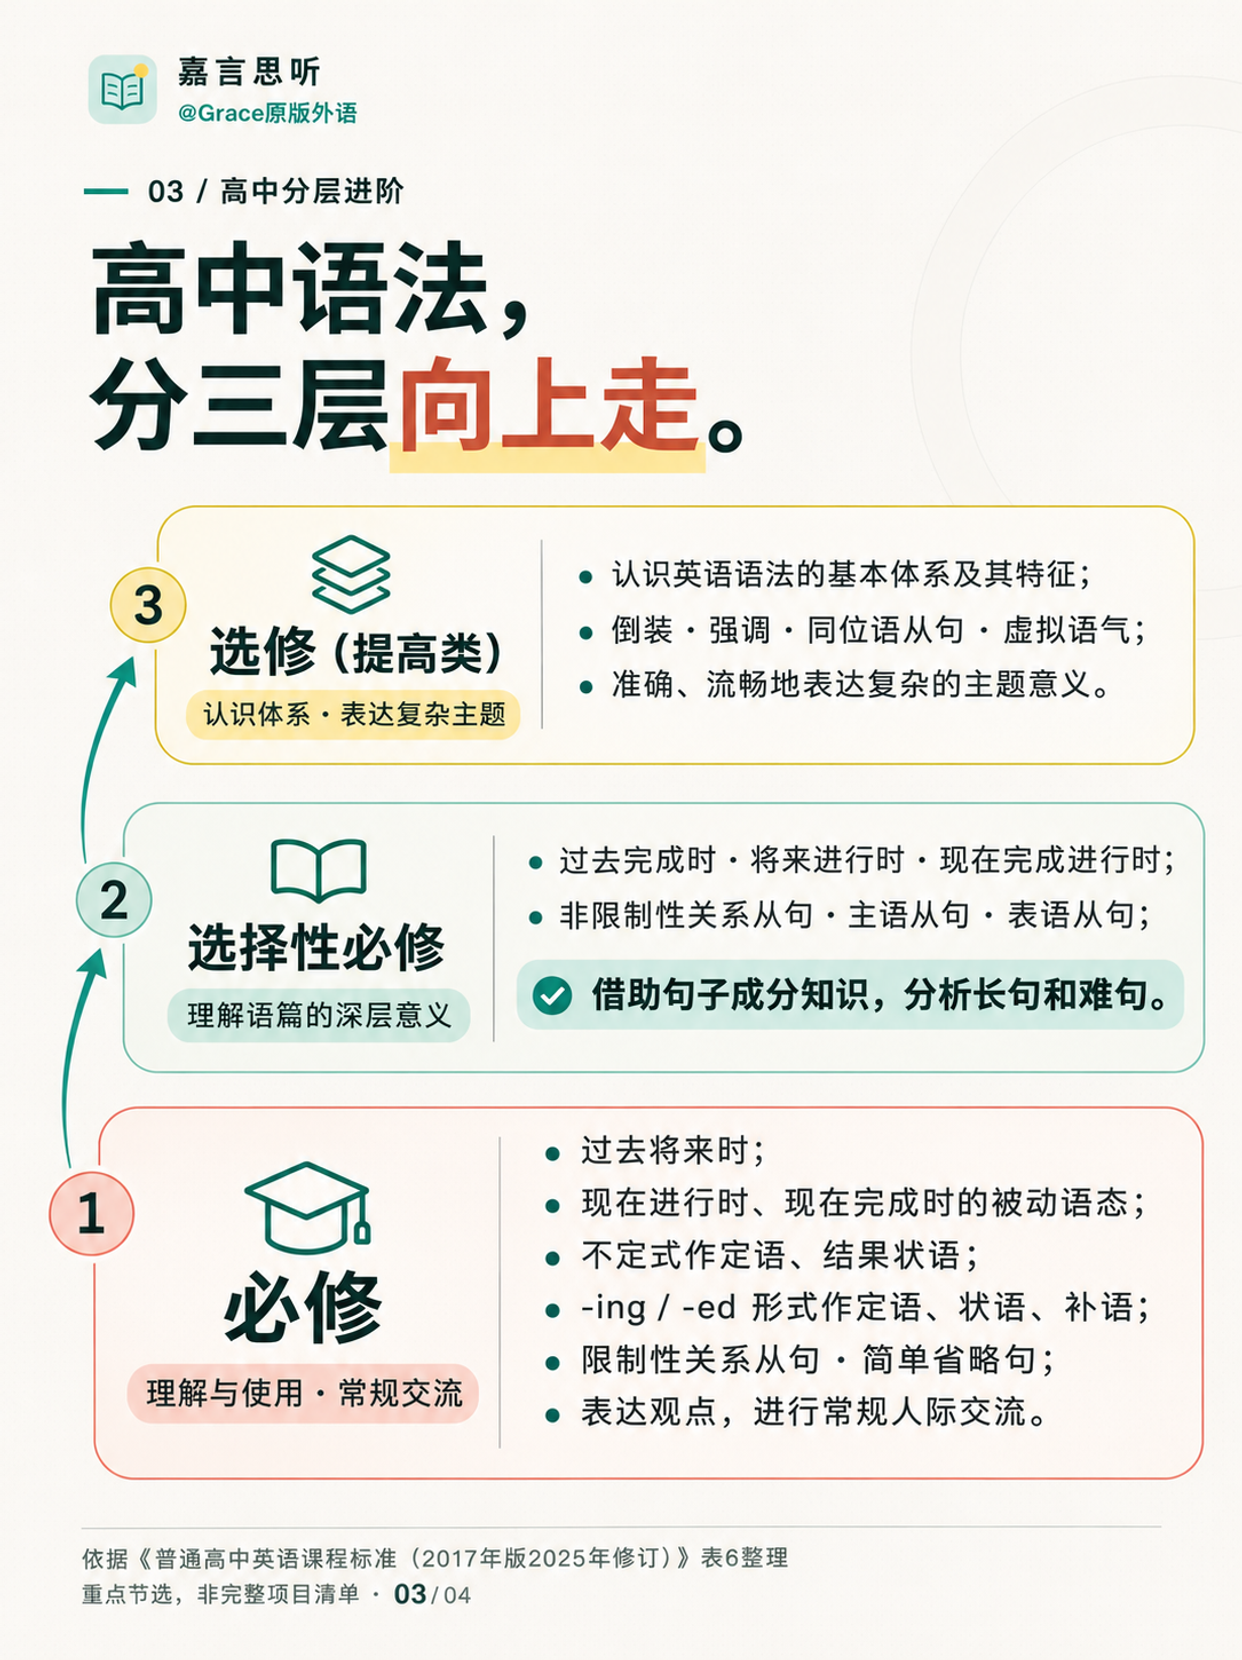 嘉言思听
@Grace原版外语
03 / 高中分层进阶
高中语法，
分三层向上走。
3
选修（提高类）
认识体系·表达复杂主题
认识英语语法的基本体系及其特征；
倒装·强调·同位语从句·虚拟语气；
准确、流畅地表达复杂的主题意义。
2
选择性必修
理解语篇的深层意义
过去完成时·将来进行时·现在完成进行时；
非限制性关系从句·主语从句·表语从句；
借助句子成分知识，分析长句和难句。
1
必修
理解与使用·常规交流
过去将来时；
现在进行时、现在完成时的被动语态；
不定式作定语、结果状语；
-ing / -ed 形式作定语、状语、补语；
限制性关系从句·简单省略句；
表达观点，进行常规人际交流。
依据《普通高中英语课程标准（2017年版2025年修订）》表6整理
重点节选，非完整项目清单 · 03/04